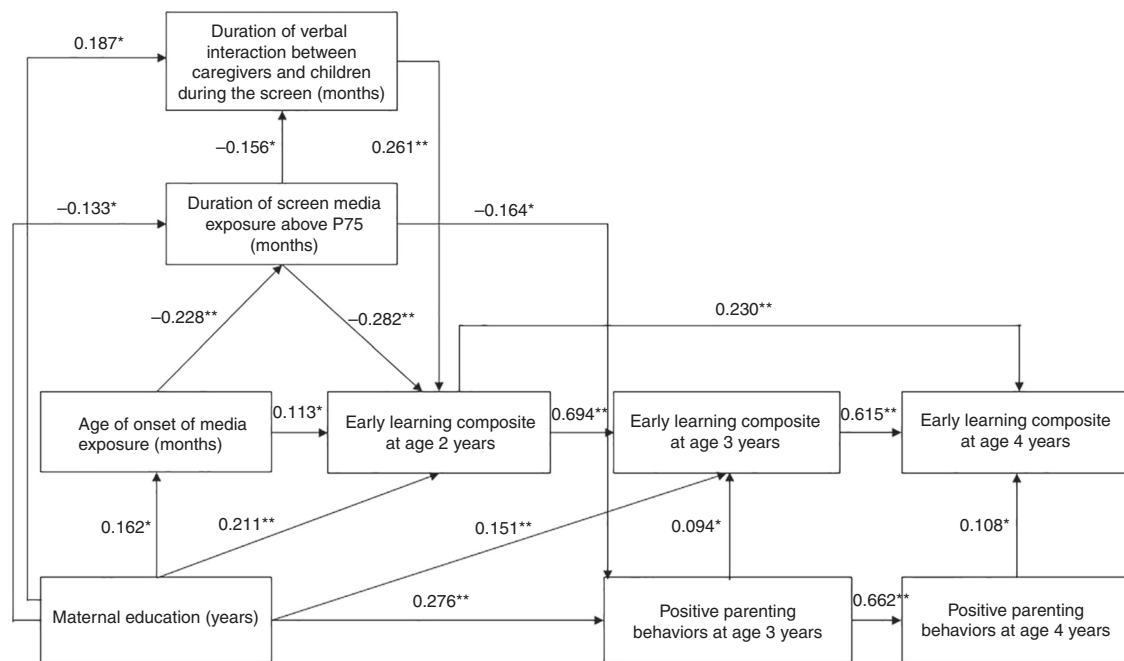 0.187*
Duration of verbal
interaction between
caregivers and children
during the screen (months)
–0.156*
0.261**
–0.133*
Duration of screen media
exposure above P75
(months)
–0.164*
–0.228**
–0.282**
0.230**
Age of onset of media
exposure (months)
0.113*
Early learning composite
at age 2 years
0.694**
Early learning composite
at age 3 years
0.615**
Early learning composite
at age 4 years
0.162*
0.211**
0.151**
0.094*
0.108*
Maternal education (years)
0.276**
Positive parenting
behaviors at age 3 years
0.662**
Positive parenting
behaviors at age 4 years